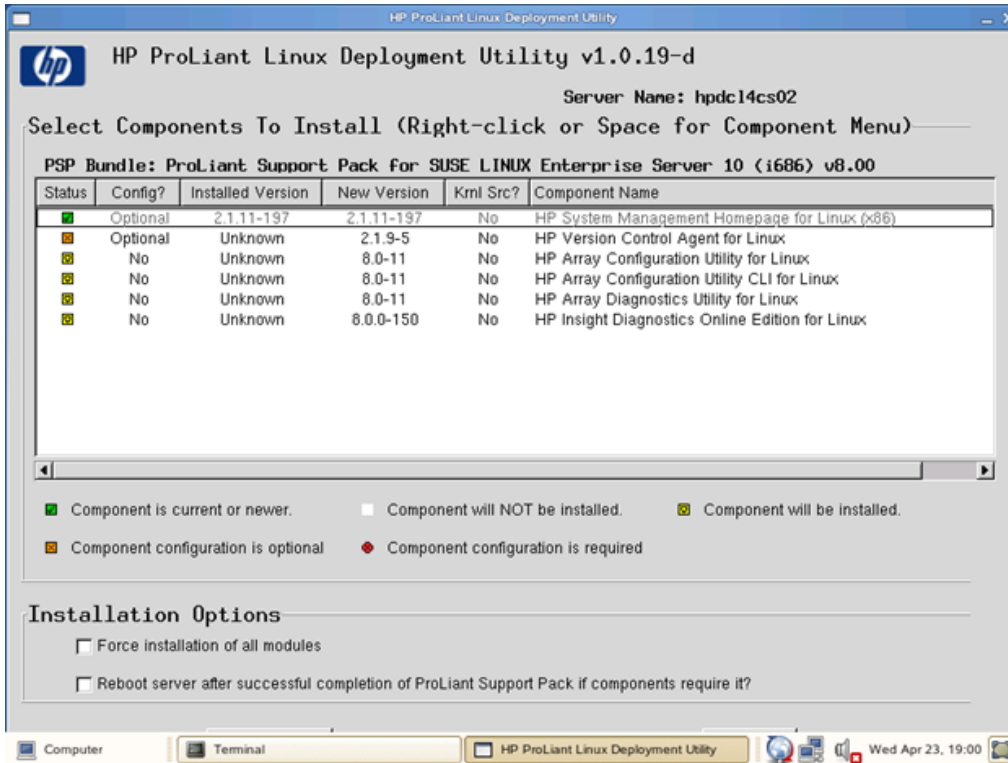 HP ProLiant Linux Deployment Utility
hp
HP ProLiant Linux Deployment Utility v1.0.19-d
Server Name: hpdcl4cs02
Select Components To Install (Right-click or Space for Component Menu)
PSP Bundle: ProLiant Support Pack for SUSE LINUX Enterprise Server 10 (i686) v8.00
Status Config? Installed Version New Version Krnl Src? Component Name
Optional 2.1.11-197 2.1.11-197 No HP System Management Homepage for Linux (x86)
Optional Unknown 2.1.9-5 No HP Version Control Agent for Linux
No Unknown 8.0-11 No HP Array Configuration Utility for Linux
No Unknown 8.0-11 No HP Array Configuration Utility CLI for Linux
No Unknown 8.0-11 No HP Array Diagnostics Utility for Linux
No Unknown 8.0.0-150 No HP Insight Diagnostics Online Edition for Linux
Component is current or newer. Component will NOT be installed. Component will be installed.
Component configuration is optional Component configuration is required
Installation Options
Force installation of all modules
Reboot server after successful completion of ProLiant Support Pack if components require it?
Computer Terminal HP ProLiant Linux Deployment Utility Wed Apr 23, 19:00